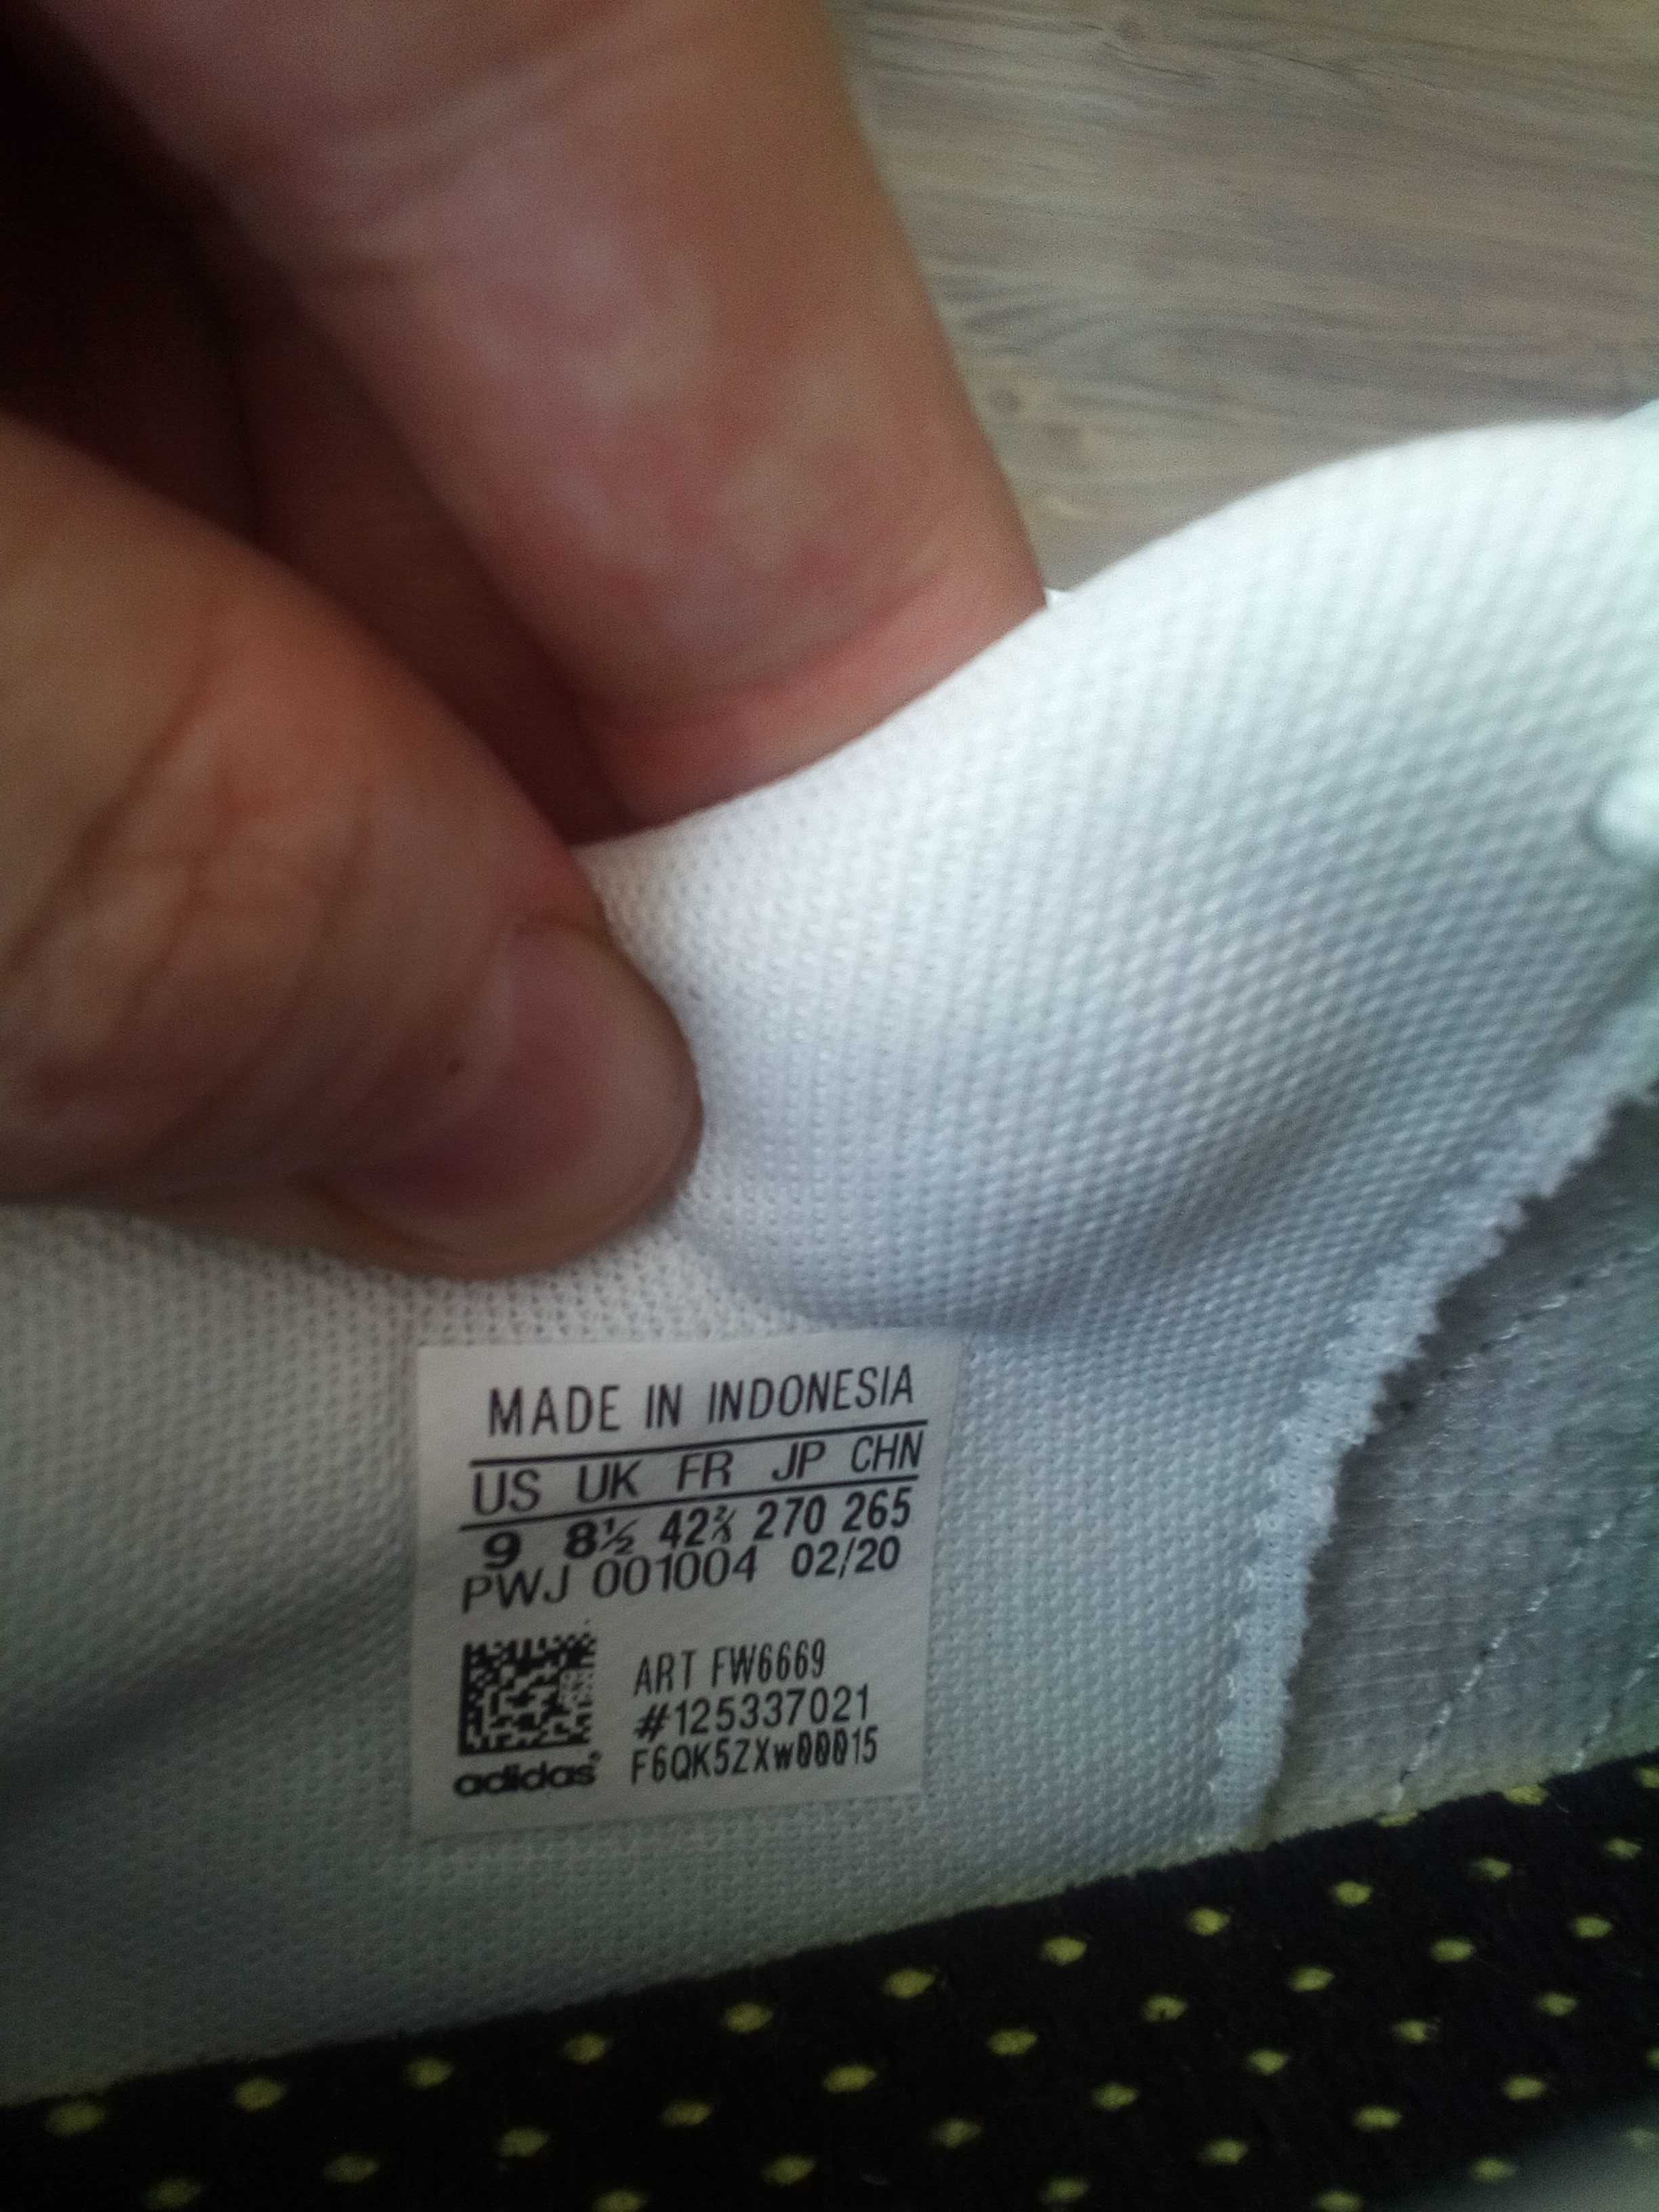 MADE IN INDONESIA
US UK FR JP CHN
9 8½ 42⅔ 270 265
PWJ 001004 02/20
ART FW6669
#125337021
F6QK5ZXw00015
adidas®